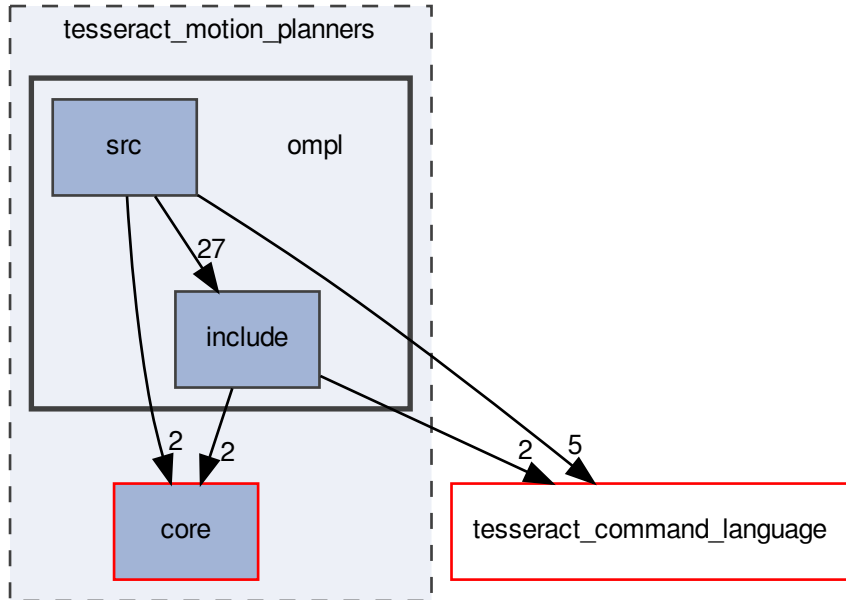 tesseract_motion_planners
src
ompl
27
include
2
2
2
5
core
tesseract_command_language